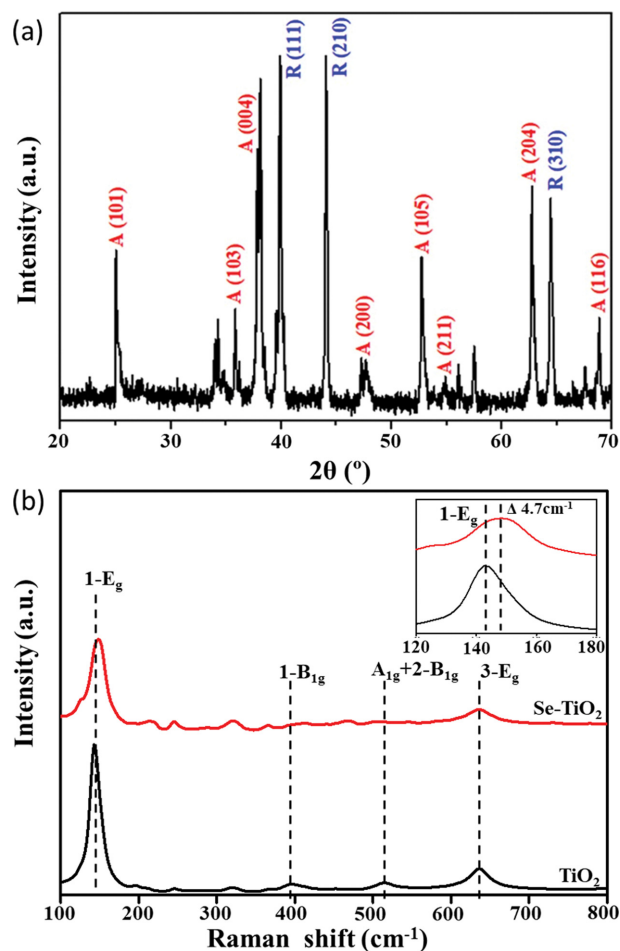 (a)
Intensity (a.u.)
A (101)
A (103)
A (004)
R (111)
R (210)
A (200)
A (105)
A (211)
A (204)
R (310)
A (116)
20 30 40 50 60 70
2θ (º)
(b)
Intensity (a.u.)
1-Eg
1-B1g
A1g+2-B1g
3-Eg
1-Eg
Δ 4.7cm-1
120 140 160 180
Se-TiO2
TiO2
100 200 300 400 500 600 700 800
Raman shift (cm-1)